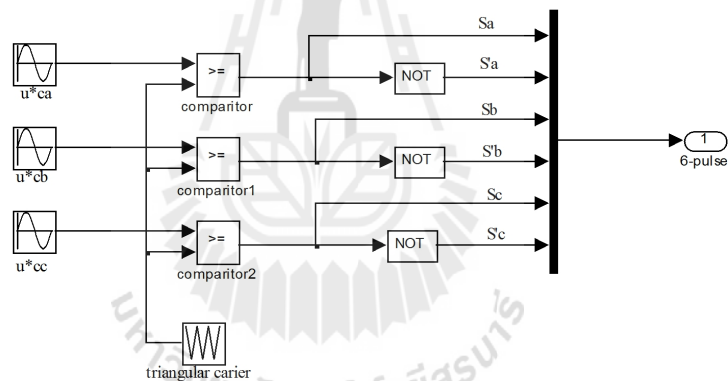 Sa
u*ca
>=
comparitor
NOT
S'a
Sb
u*cb
>=
comparitor1
NOT
S'b
1
6-pulse
Sc
u*cc
>=
comparitor2
NOT
S'c
triangular carier